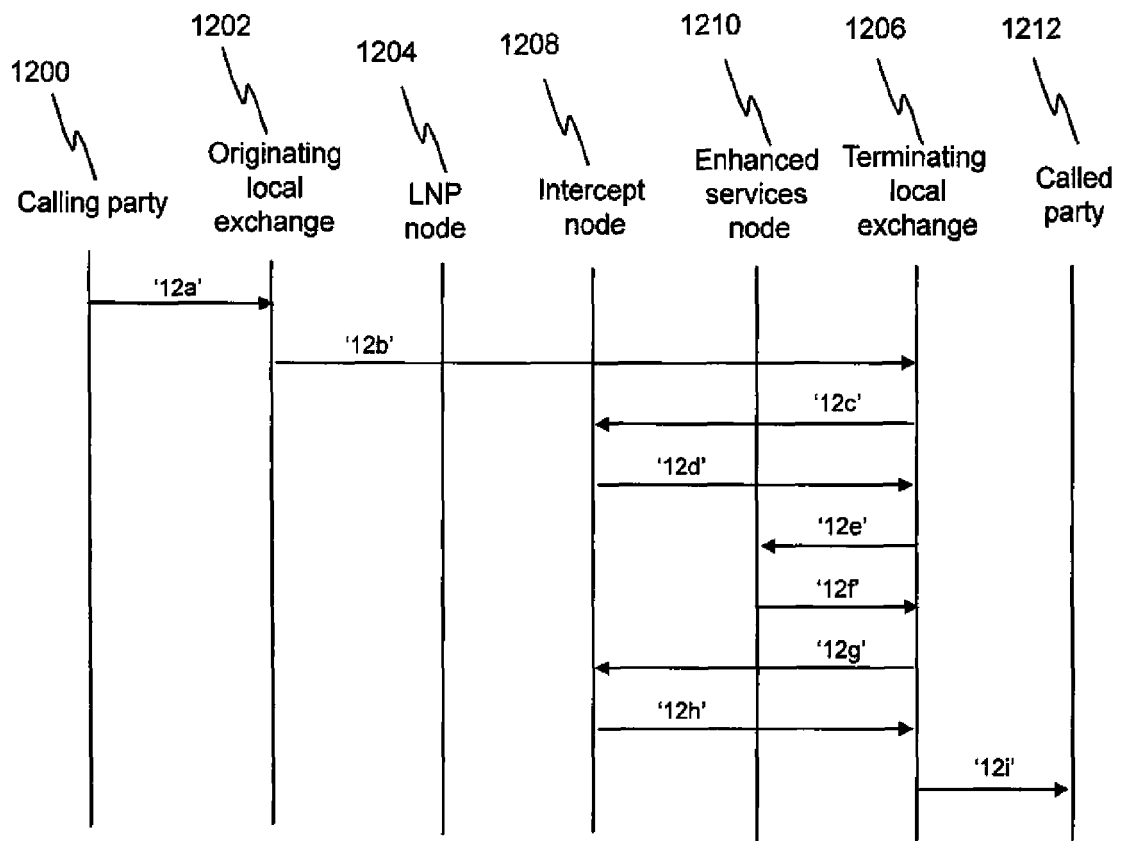 1200
1202
1204
1208
1210
1206
1212
Calling party
Originating
local
exchange
LNP
node
Intercept
node
Enhanced
services
node
Terminating
local
exchange
Called
party
'12a'
'12b'
'12c'
'12d'
'12e'
'12f'
'12g'
'12h'
'12i'